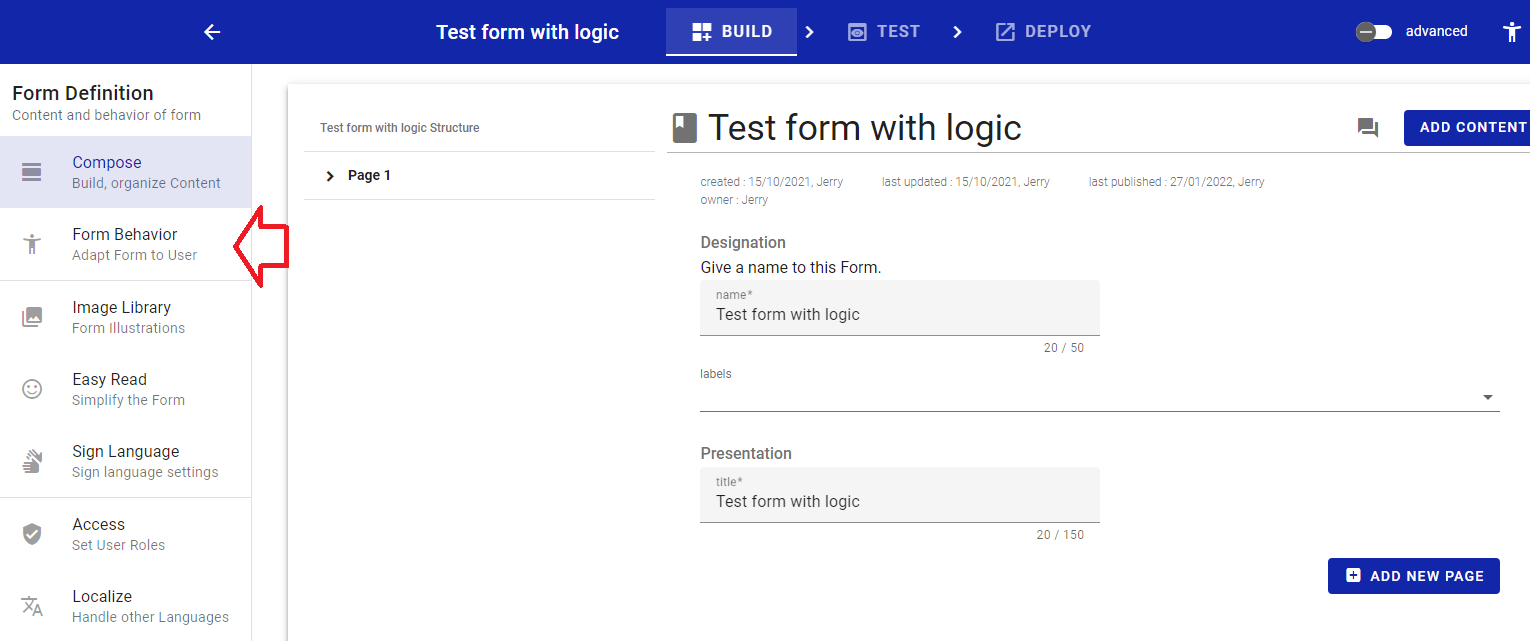 Test form with logic
BUILD
TEST
DEPLOY
advanced
Form Definition
Content and behavior of form
Compose
Build, organize Content
Form Behavior
Adapt Form to User
Image Library
Form Illustrations
Easy Read
Simplify the Form
Sign Language
Sign language settings
Access
Set User Roles
Localize
Handle other Languages
Test form with logic Structure
Page 1
Test form with logic
ADD CONTENT
created : 15/10/2021, Jerry
last updated : 15/10/2021, Jerry
last published : 27/01/2022, Jerry
owner : Jerry
Designation
Give a name to this Form.
name*
Test form with logic
20 / 50
labels
Presentation
title*
Test form with logic
20 / 150
ADD NEW PAGE